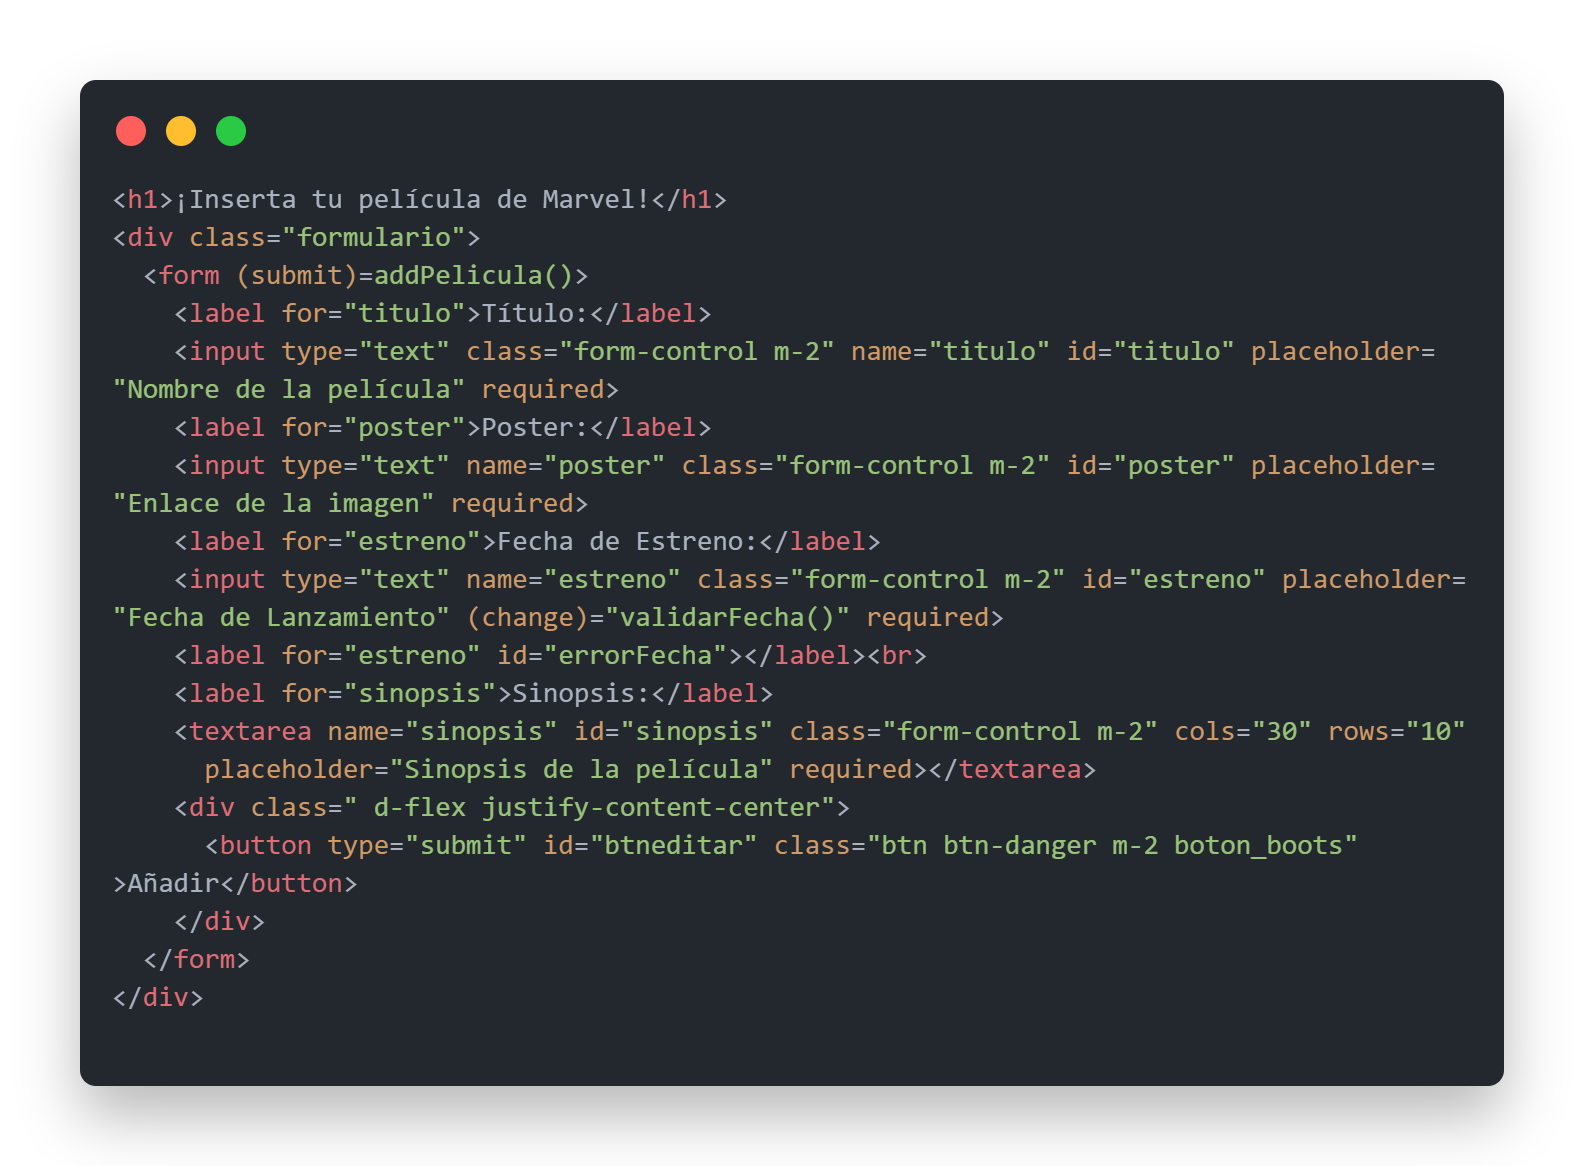 <h1>¡Inserta tu película de Marvel!</h1>
<div class="formulario">
  <form (submit)=addPelicula()>
    <label for="titulo">Título:</label>
    <input type="text" class="form-control m-2" name="titulo" id="titulo" placeholder=
"Nombre de la película" required>
    <label for="poster">Poster:</label>
    <input type="text" name="poster" class="form-control m-2" id="poster" placeholder=
"Enlace de la imagen" required>
    <label for="estreno">Fecha de Estreno:</label>
    <input type="text" name="estreno" class="form-control m-2" id="estreno" placeholder=
"Fecha de Lanzamiento" (change)="validarFecha()" required>
    <label for="estreno" id="errorFecha"></label><br>
    <label for="sinopsis">Sinopsis:</label>
    <textarea name="sinopsis" id="sinopsis" class="form-control m-2" cols="30" rows="10"
      placeholder="Sinopsis de la película" required></textarea>
    <div class=" d-flex justify-content-center">
      <button type="submit" id="btneditar" class="btn btn-danger m-2 boton_boots"
>Añadir</button>
    </div>
  </form>
</div>